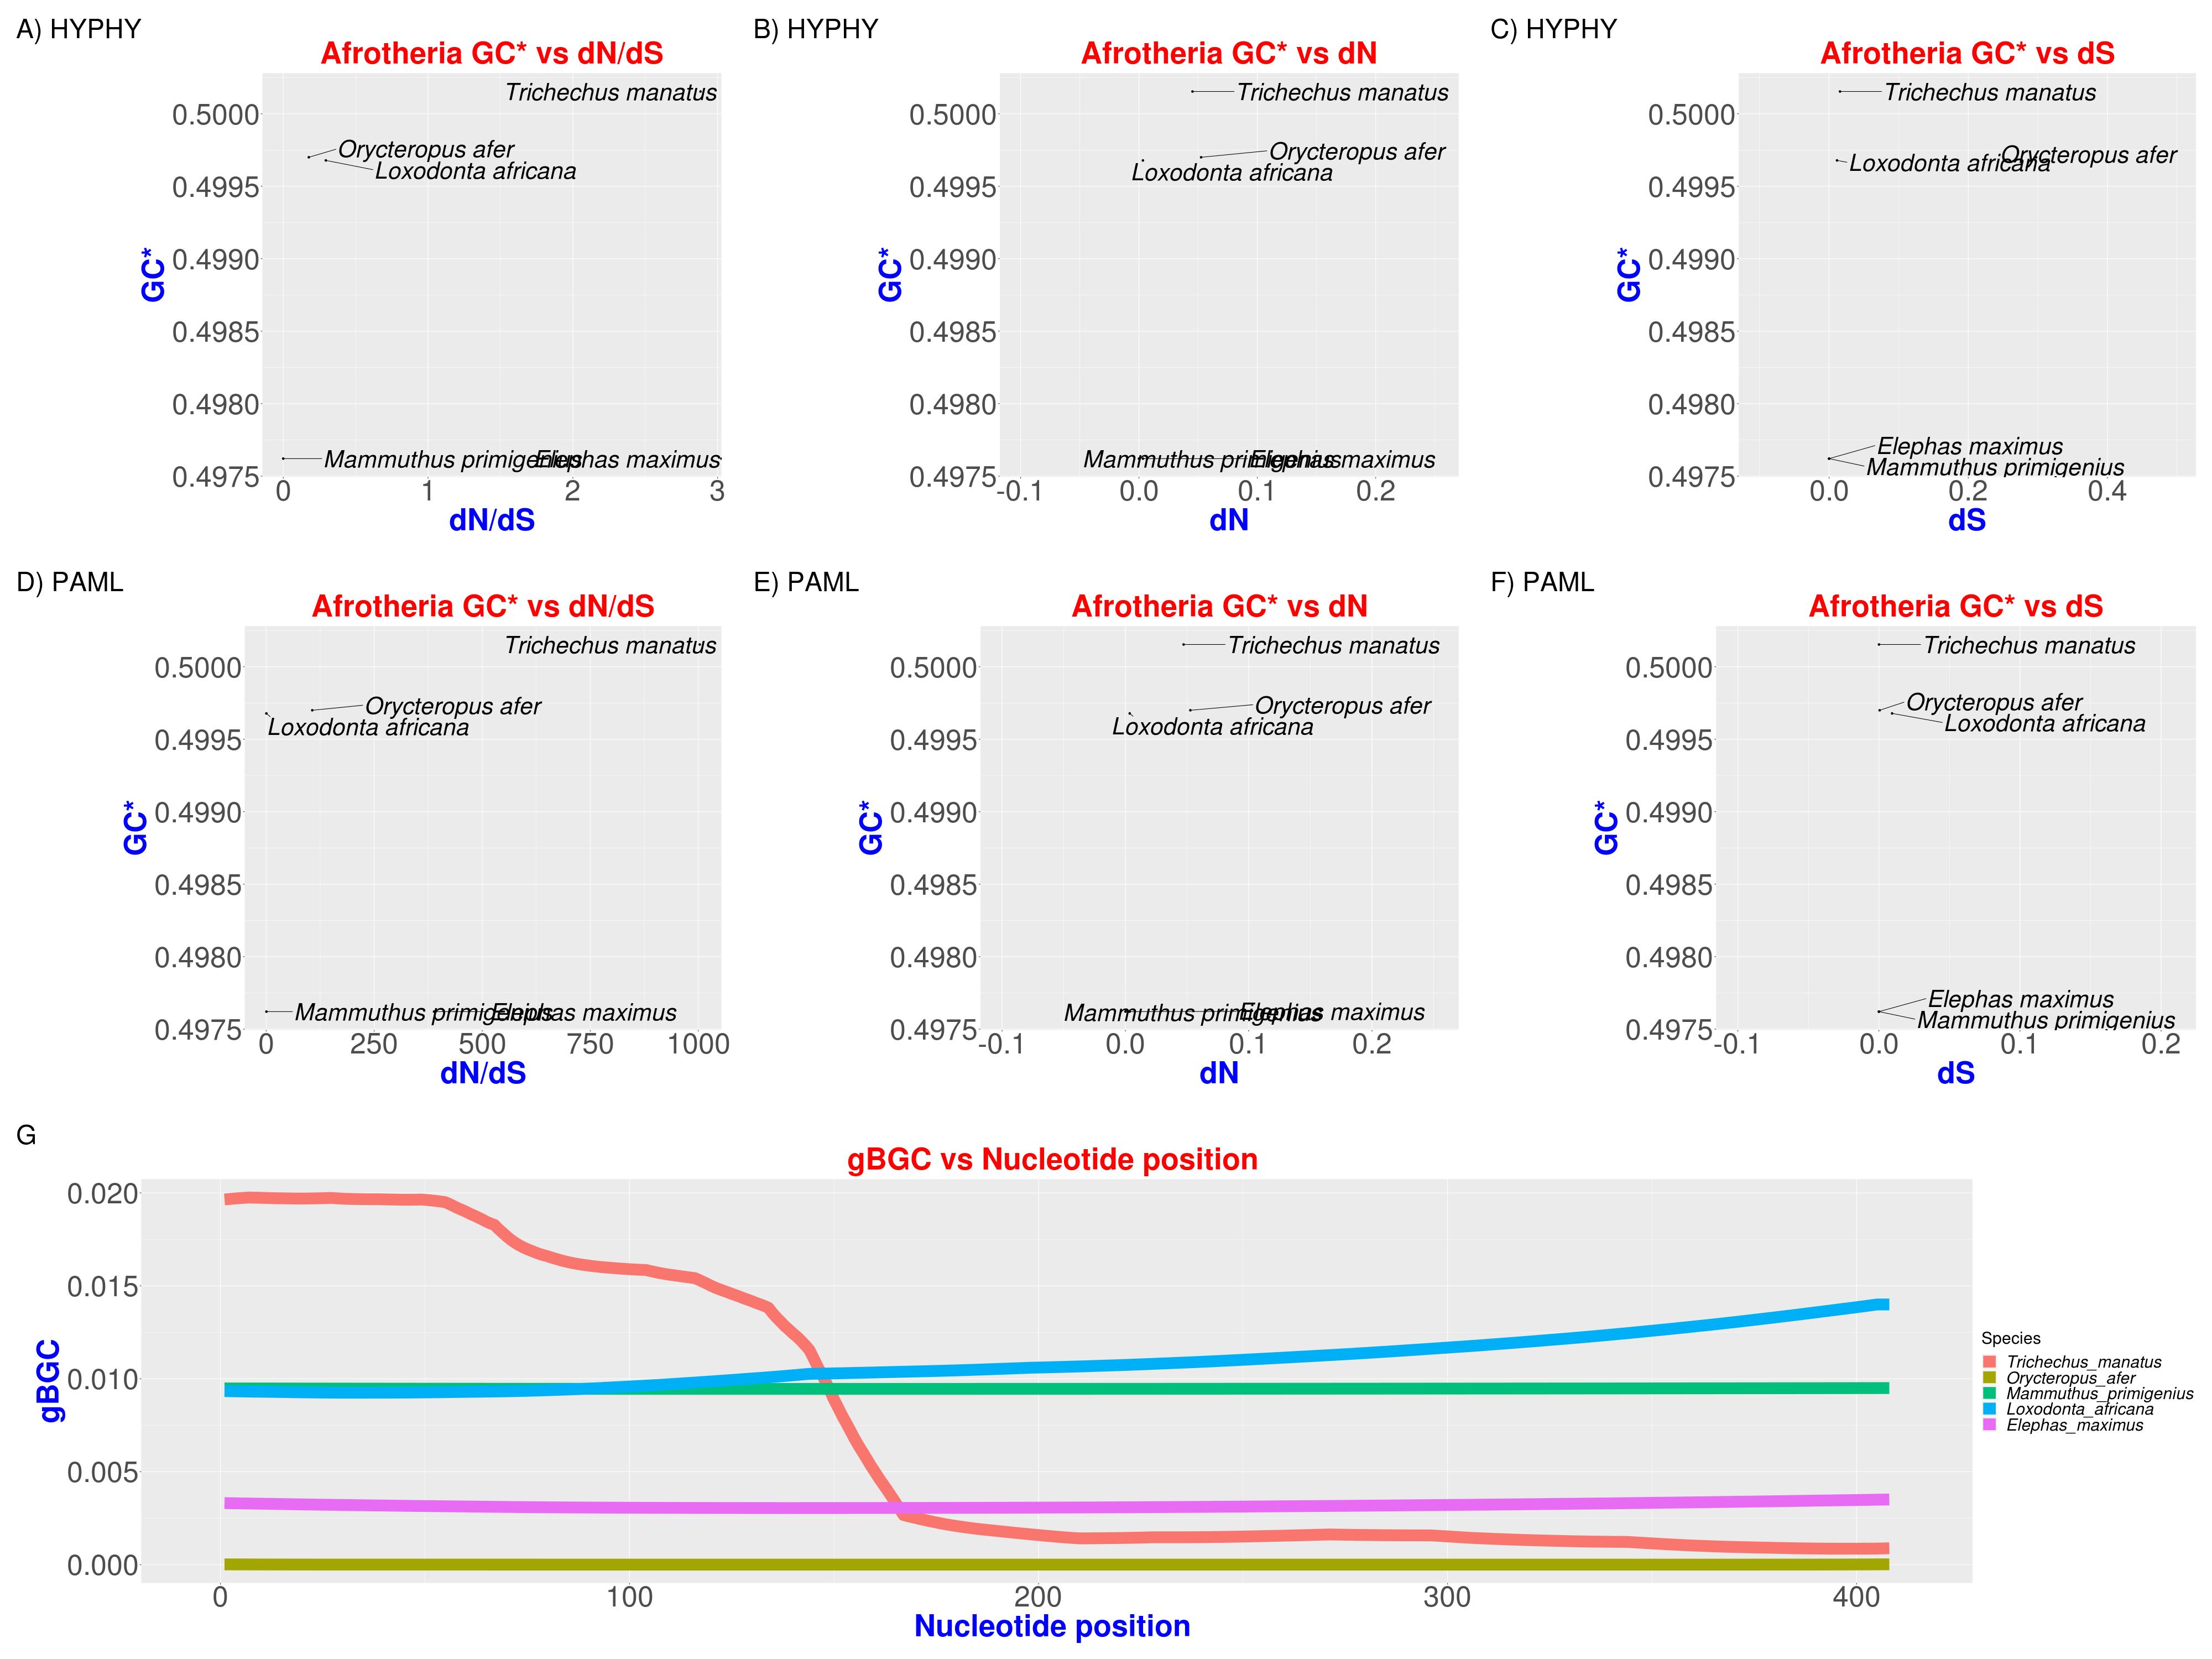 A) HYPHY
Afrotheria GC* vs dN/dS
Trichechus manatus
0.5000
Orycteropus afer
Loxodonta africana
0.4995
0.4990
GC*
0.4985
0.4980
Mammuthus primigenius
Elephas maximus
0.4975
0 1 2 3
dN/dS
B) HYPHY
Afrotheria GC* vs dN
Trichechus manatus
0.5000
Orycteropus afer
Loxodonta africana
0.4995
0.4990
GC*
0.4985
0.4980
Mammuthus primigenius
Elephas maximus
0.4975
-0.1 0.0 0.1 0.2
dN
C) HYPHY
Afrotheria GC* vs dS
Trichechus manatus
0.5000
Orycteropus afer
Loxodonta africana
0.4995
0.4990
GC*
0.4985
0.4980
Elephas maximus
Mammuthus primigenius
0.4975
0.0 0.2 0.4
dS
D) PAML
Afrotheria GC* vs dN/dS
Trichechus manatus
0.5000
Orycteropus afer
Loxodonta africana
0.4995
0.4990
GC*
0.4985
0.4980
Mammuthus primigenius
Elephas maximus
0.4975
0 250 500 750 1000
dN/dS
E) PAML
Afrotheria GC* vs dN
Trichechus manatus
0.5000
Orycteropus afer
Loxodonta africana
0.4995
0.4990
GC*
0.4985
0.4980
Mammuthus primigenius
Elephas maximus
0.4975
-0.1 0.0 0.1 0.2
dN
F) PAML
Afrotheria GC* vs dS
Trichechus manatus
0.5000
Orycteropus afer
Loxodonta africana
0.4995
0.4990
GC*
0.4985
0.4980
Elephas maximus
Mammuthus primigenius
0.4975
-0.1 0.0 0.1 0.2
dS
G
gBGC vs Nucleotide position
0.020
0.015
0.010
gBGC
0.005
0.000
0 100 200 300 400
Nucleotide position
Species
Trichechus_manatus
Orycteropus_afer
Mammuthus_primigenius
Loxodonta_africana
Elephas_maximus